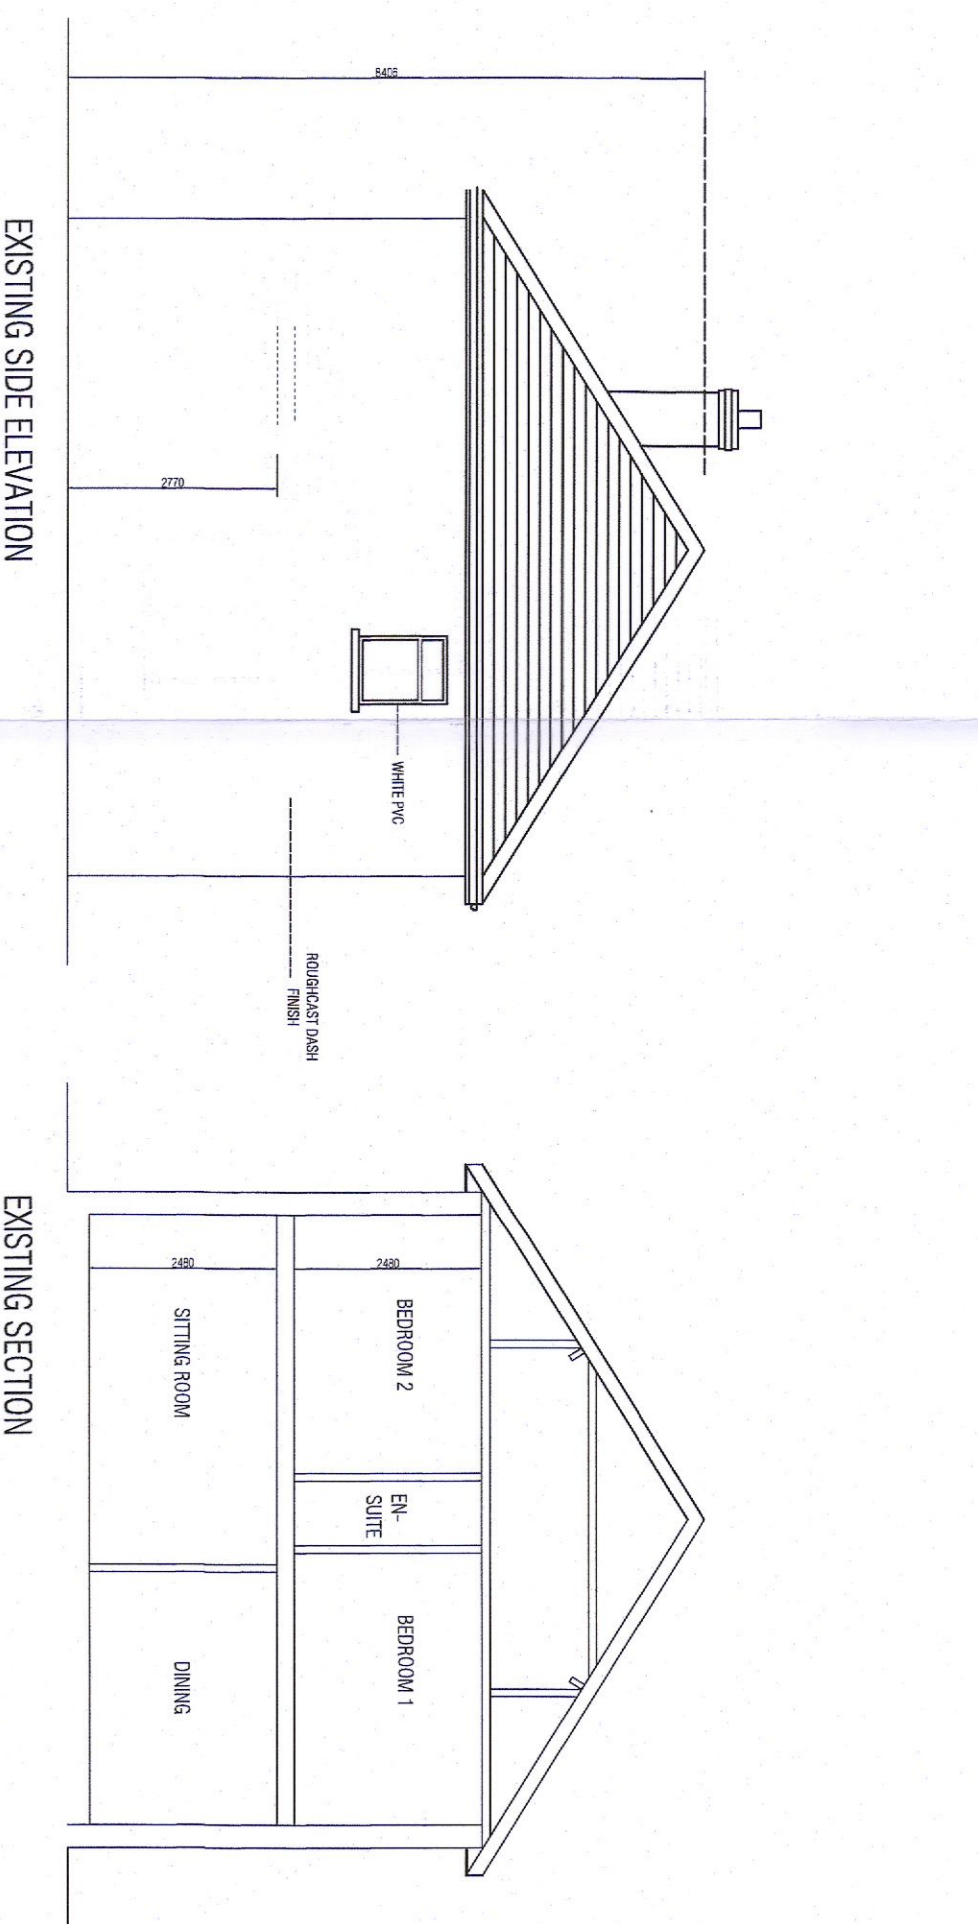 8406
2770
WHITE PVC
ROUGHCAST DASH
FINISH
EXISTING SIDE ELEVATION
2480
2480
BEDROOM 2
EN-
SUITE
BEDROOM 1
SITTING ROOM
DINING
EXISTING SECTION